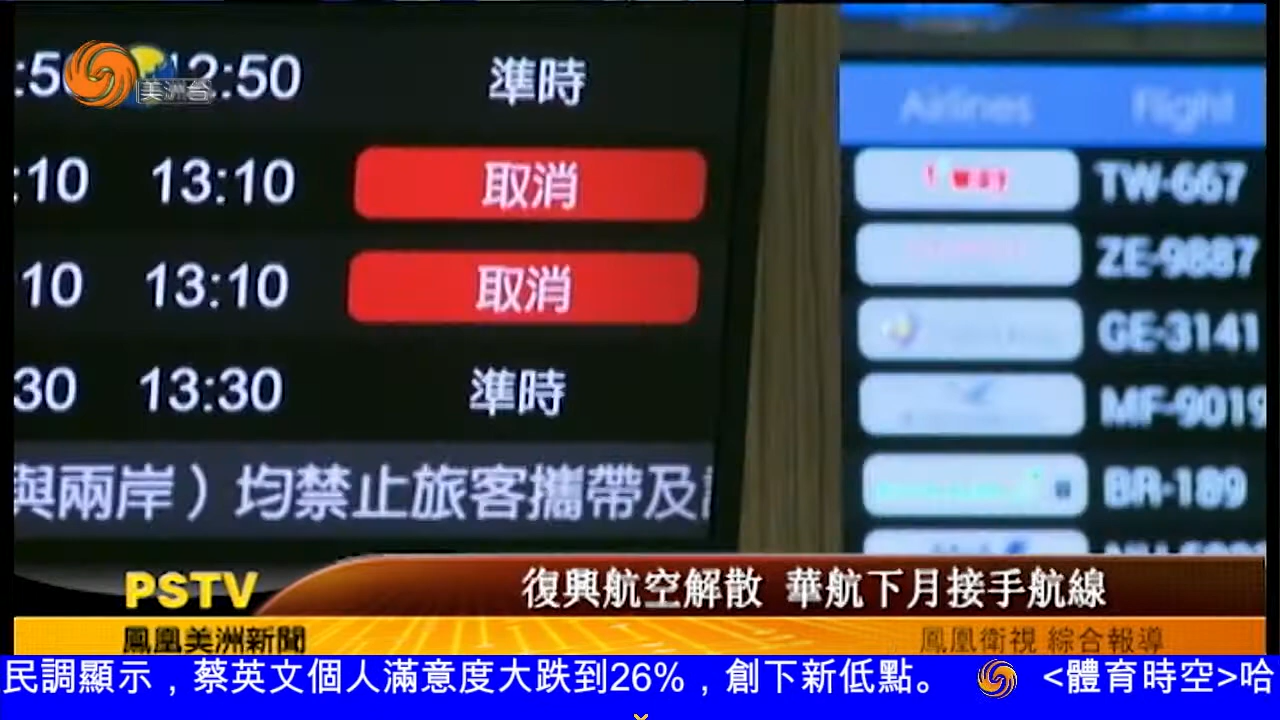 :50 12:50 準時
美洲台
:10 13:10 取消
10 13:10 取消
30 13:30 準時
與兩岸）均禁止旅客攜帶及
Airlines Flight
t'way TW-667
ZE-9887
GE-3141
MF-9019
BR-189
PSTV
復興航空解散 華航下月接手航線
鳳凰美洲新聞
鳳凰衛視 綜合報導
民調顯示，蔡英文個人滿意度大跌到26%，創下新低點。 <體育時空>哈